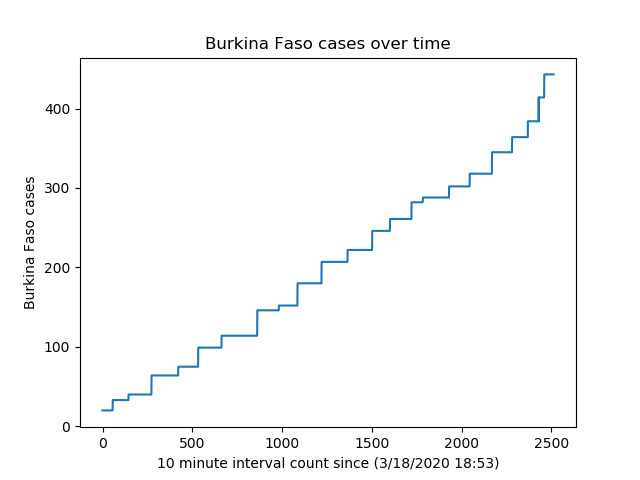 Burkina Faso cases over time
Burkina Faso cases
400
300
200
100
0
0 500 1000 1500 2000 2500
10 minute interval count since (3/18/2020 18:53)